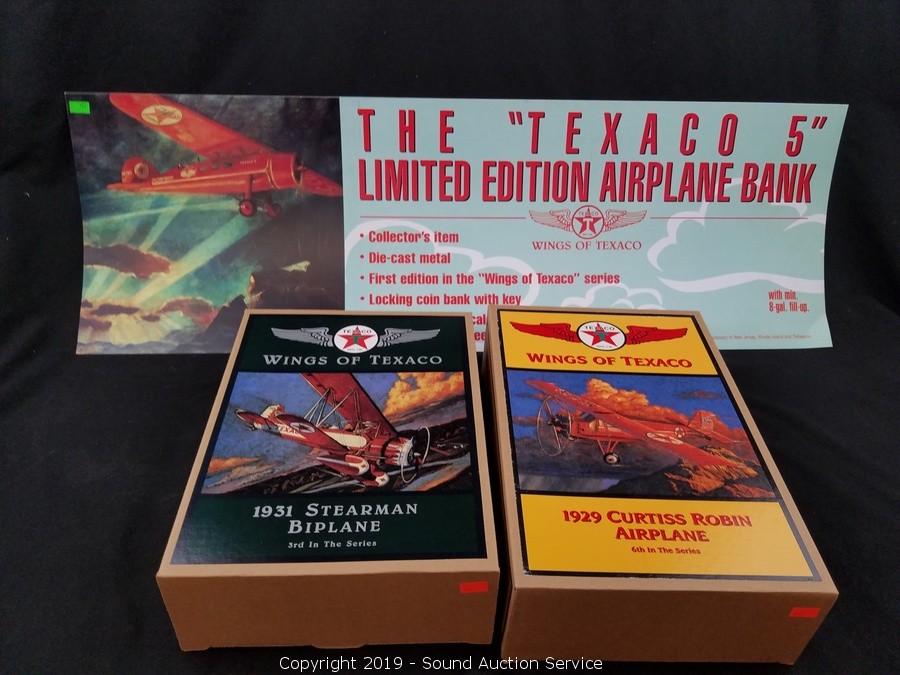 THE "TEXACO 5"
LIMITED EDITION AIRPLANE BANK
TEXACO
T
WINGS OF TEXACO
• Collector's item
• Die-cast metal
• First edition in the "Wings of Texaco" series
• Locking coin bank with key
with min.
8-gal. fill-up.
TEXACO
WINGS OF TEXACO
1931 STEARMAN
BIPLANE
3rd In The Series
TEXACO
WINGS OF TEXACO
1929 CURTISS ROBIN
AIRPLANE
6th In The Series
Copyright 2019 - Sound Auction Service